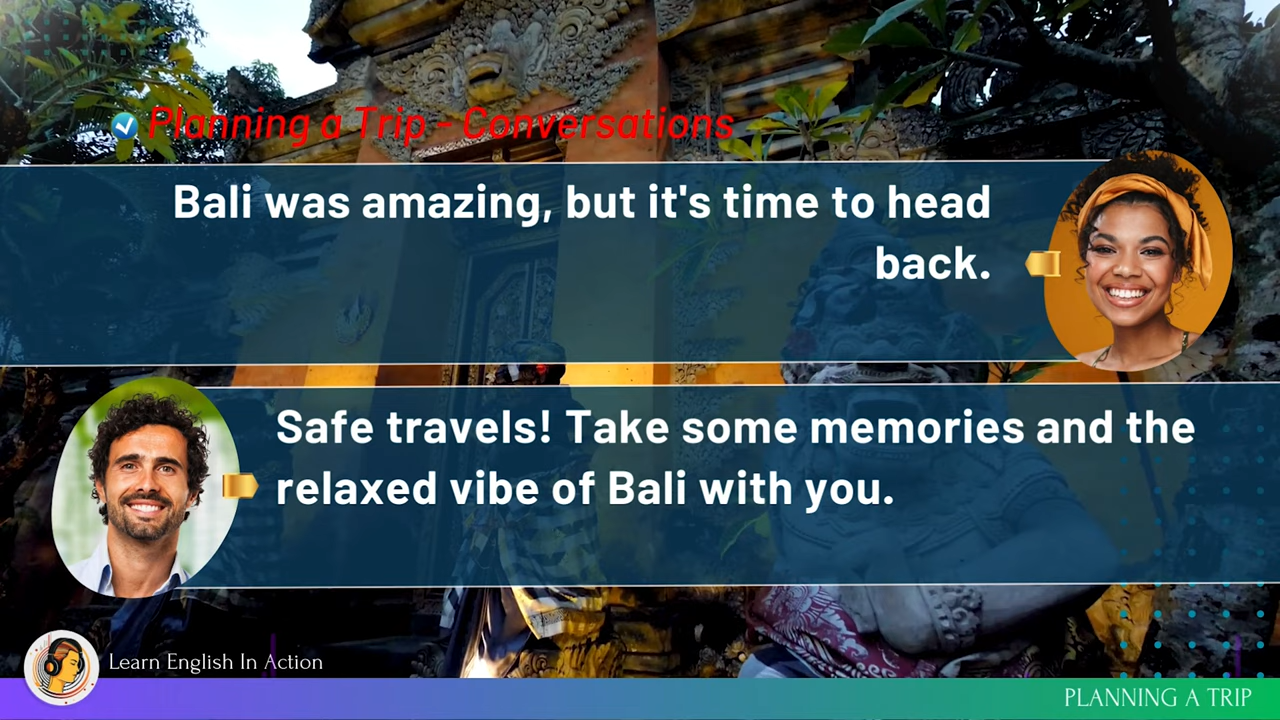 Planning a Trip - Conversations
Bali was amazing, but it's time to head
back.
Safe travels! Take some memories and the
relaxed vibe of Bali with you.
Learn English In Action
PLANNING A TRIP